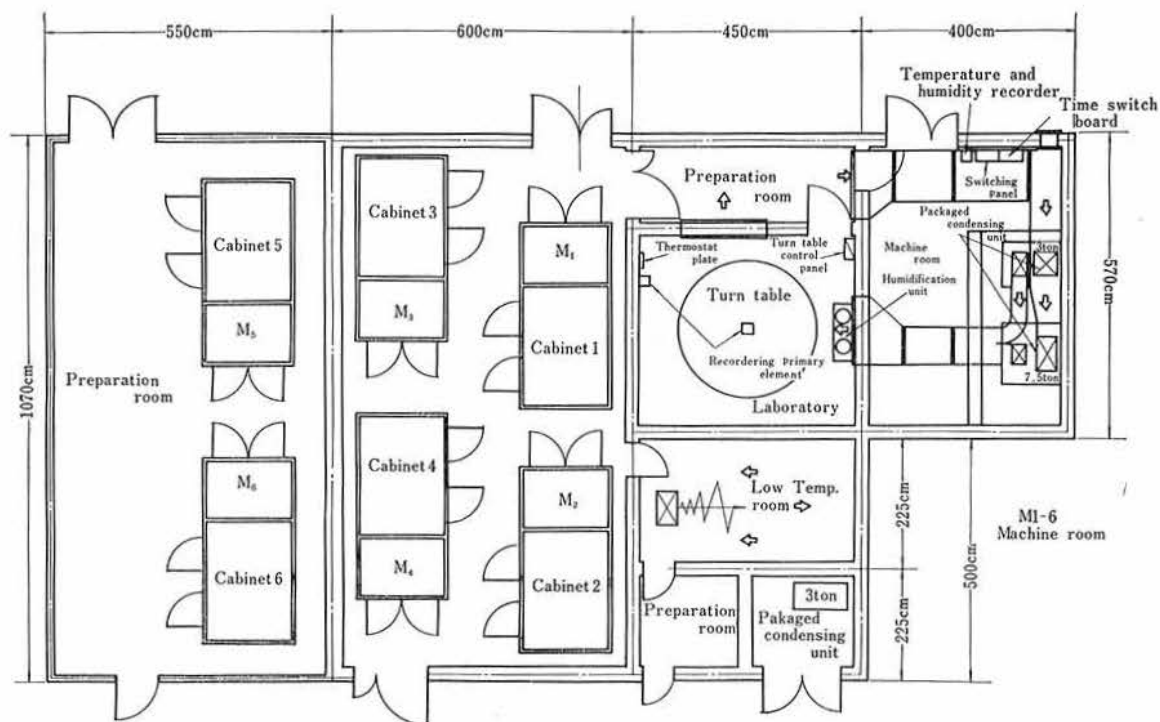 550cm
600cm
450cm
400cm
Temperature and
humidity recorder
Time switch
board
Switching
panel
Preparation
room
Packaged
condensing
unit
3ton
Thermostat
plate
Turn table
control
panel
Machine
room
Humidification
unit
Turn table
Recordering primary
element
Laboratory
7.5ton
570cm
Cabinet 3
M₃
M₁
Cabinet 1
Cabinet 5
M₅
Preparation
room
1070cm
M₆
Cabinet 6
Cabinet 4
M₄
M₂
Cabinet 2
Low Temp.
room
225cm
500cm
225cm
M1-6
Machine room
Preparation
room
3ton
Pakaged
condensing
unit